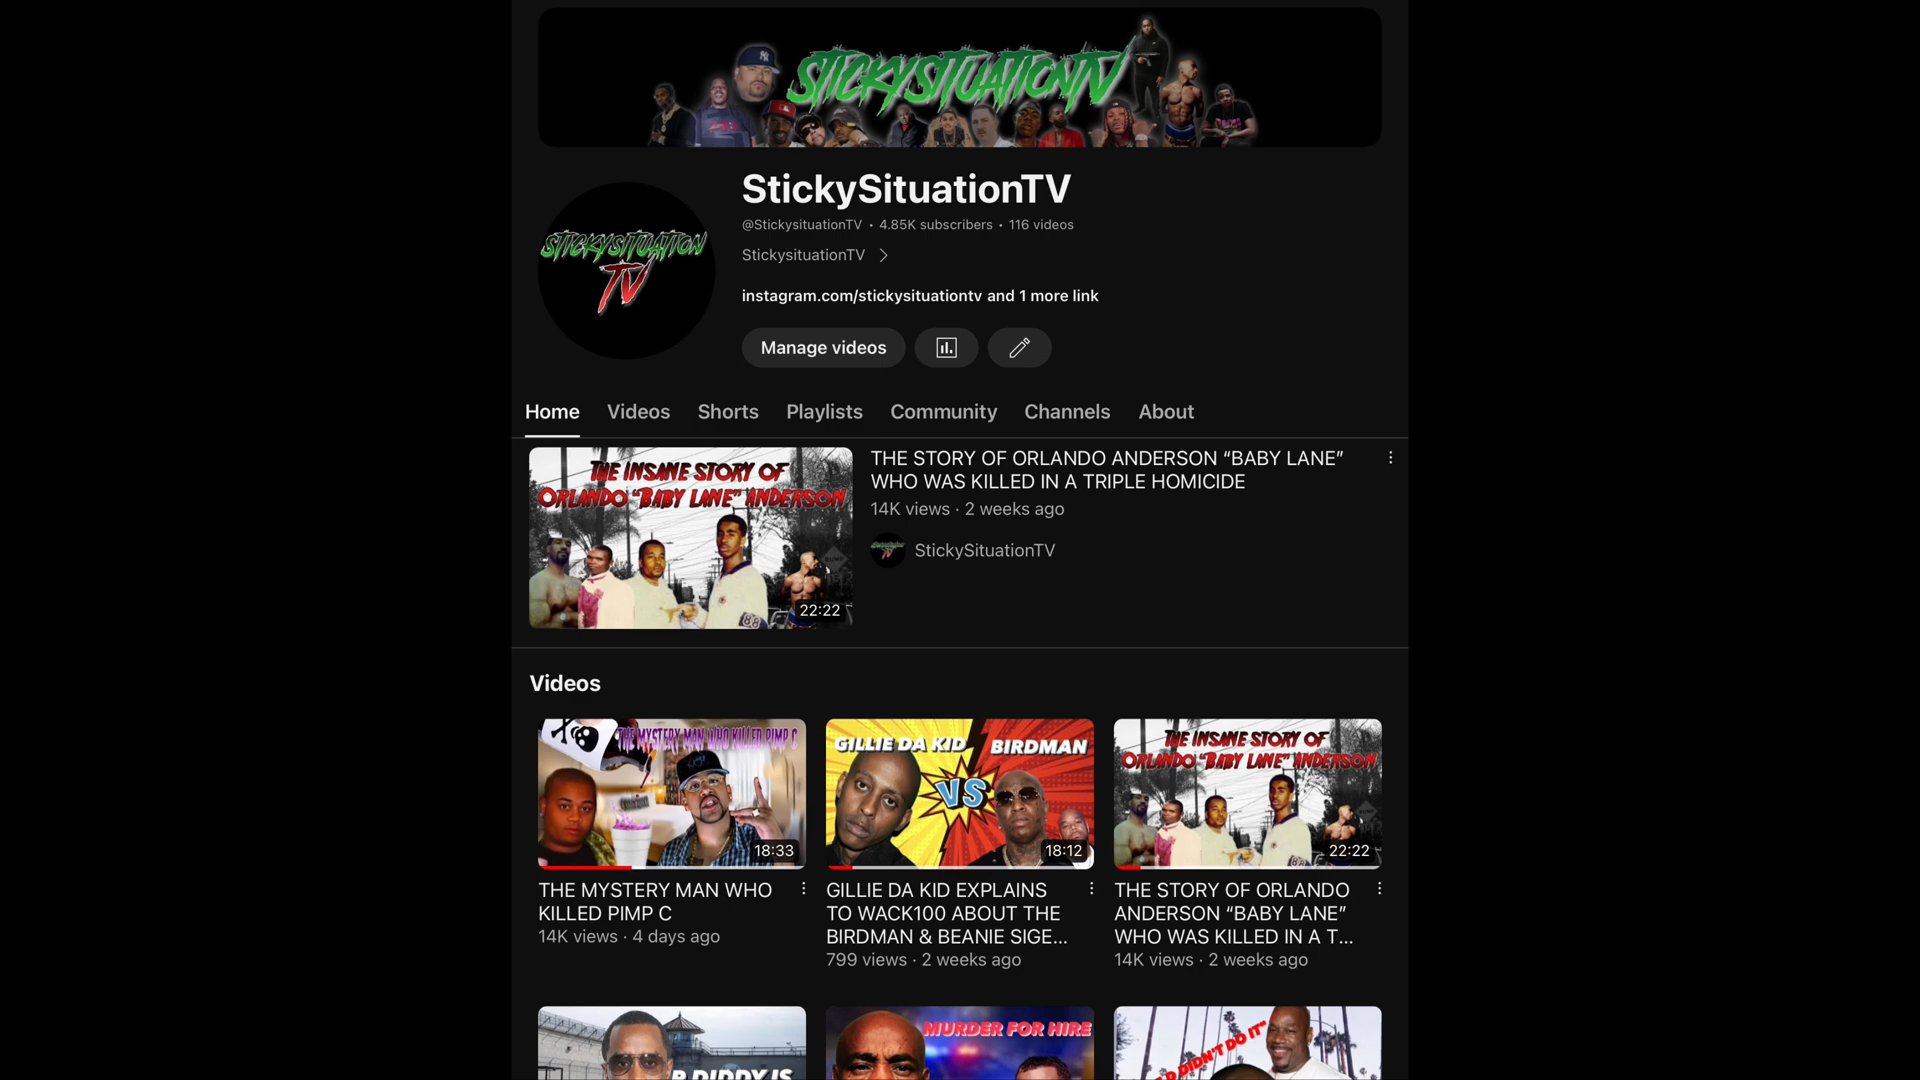 STICKYSITUATIONTV
StickySituationTV
@StickysituationTV • 4.85K subscribers • 116 videos
StickysituationTV
instagram.com/stickysituationtv and 1 more link
STICKYSITUATION
TV
Manage videos
Home Videos Shorts Playlists Community Channels About
THE INSANE STORY OF
ORLANDO "BABY LANE" ANDERSON
22:22
THE STORY OF ORLANDO ANDERSON “BABY LANE”
WHO WAS KILLED IN A TRIPLE HOMICIDE
14K views · 2 weeks ago
StickySituationTV
Videos
THE MYSTERY MAN WHO KILLED PIMP C
18:33
THE MYSTERY MAN WHO
KILLED PIMP C
14K views · 4 days ago
GILLIE DA KID
VS
BIRDMAN
18:12
GILLIE DA KID EXPLAINS
TO WACK100 ABOUT THE
BIRDMAN & BEANIE SIGE...
799 views · 2 weeks ago
THE INSANE STORY OF
ORLANDO "BABY LANE" ANDERSON
22:22
THE STORY OF ORLANDO
ANDERSON “BABY LANE”
WHO WAS KILLED IN A T...
14K views · 2 weeks ago
P DIDDY IS
MURDER FOR HIRE
DIDN'T DO IT"